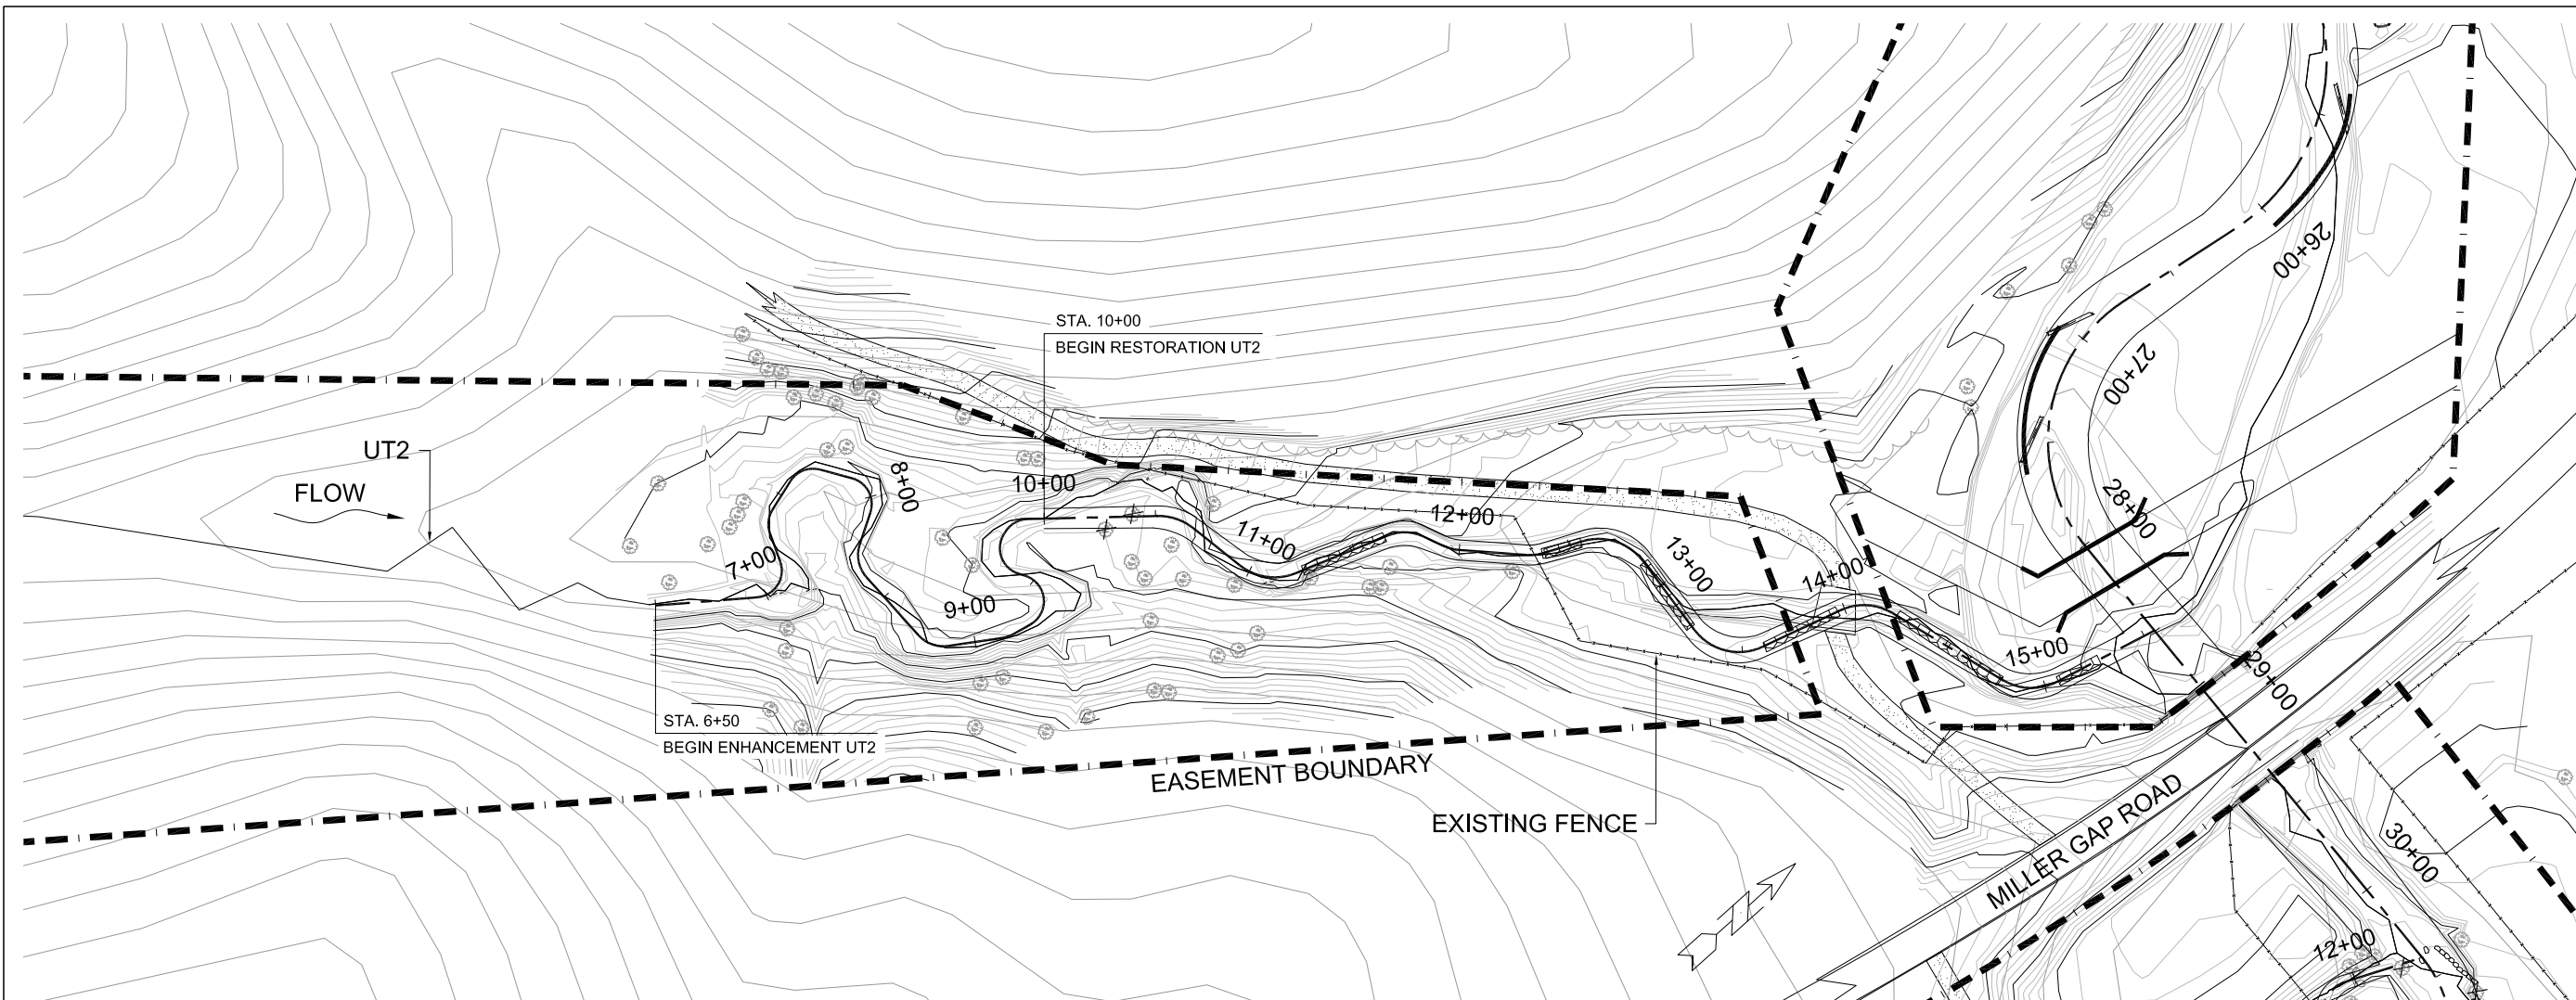 STA. 10+00
BEGIN RESTORATION UT2
UT2
FLOW
7+00
8+00
9+00
10+00
11+00
12+00
13+00
14+00
15+00
26+00
27+00
28+00
29+00
30+00
12+00
STA. 6+50
BEGIN ENHANCEMENT UT2
EASEMENT BOUNDARY
EXISTING FENCE
MILLER GAP ROAD
N